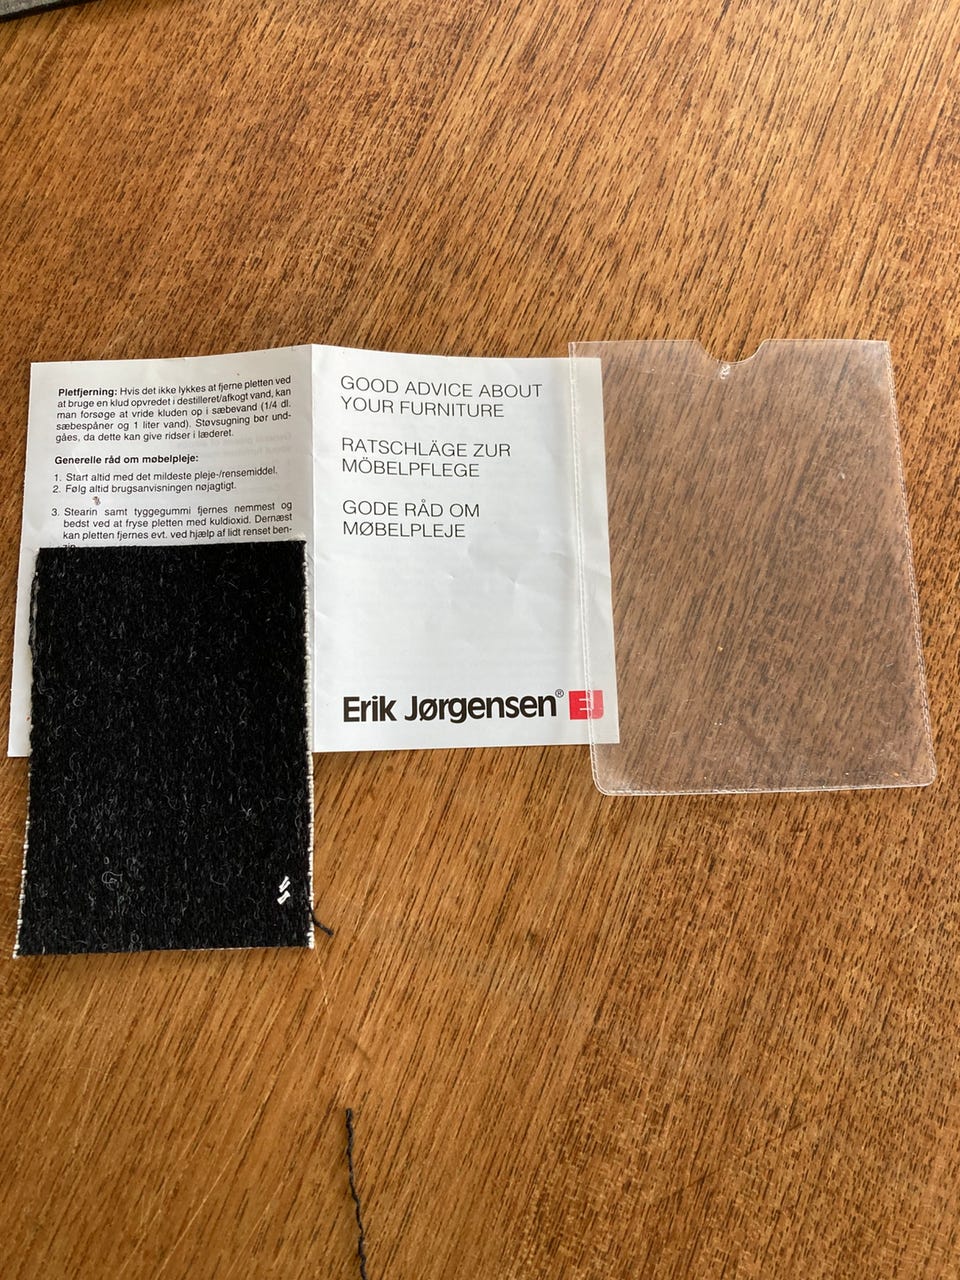 Pletfjerning: Hvis det ikke lykkes at fjerne pletten ved
at bruge en klud opvredet i destilleret/afkogt vand, kan
man forsøge at vride kluden op i sæbevand (1/4 dl.
sæbespåner og 1 liter vand). Støvsugning bør und-
gåes, da dette kan give ridser i læderet.
Generelle råd om møbelpleje:
1. Start altid med det mildeste pleje-/rensemiddel.
2. Følg altid brugsanvisningen nøjagtigt.
3. Stearin samt tyggegummi fjernes nemmest og
bedst ved at fryse pletten med kuldioxid. Dernæst
kan pletten fjernes evt. ved hjælp af lidt renset ben-
GOOD ADVICE ABOUT
YOUR FURNITURE
RATSCHLÄGE ZUR
MÖBELPFLEGE
GODE RÅD OM
MØBELPLEJE
Erik Jørgensen® EJ